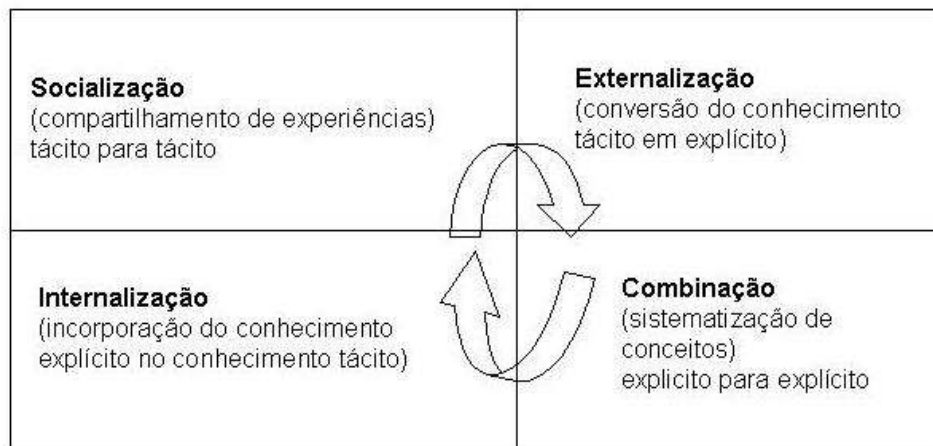 Socialização
(compartilhamento de experiências)
tácito para tácito
Externalização
(conversão do conhecimento
tácito em explícito)
Internalização
(incorporação do conhecimento
explícito no conhecimento tácito)
Combinação
(sistematização de
conceitos)
explicito para explícito